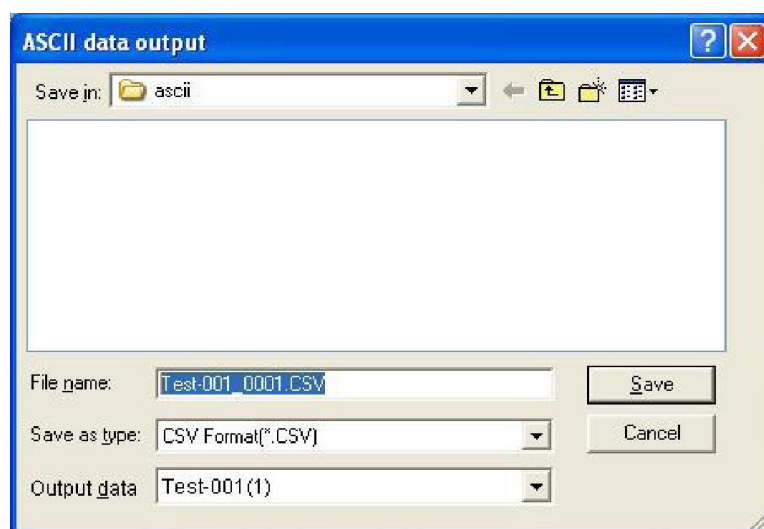 ASCII data output
?
Save in: ascii
File name: Test-001_0001.CSV Save
Save as type: CSV Format(*.CSV) Cancel
Output data Test-001(1)